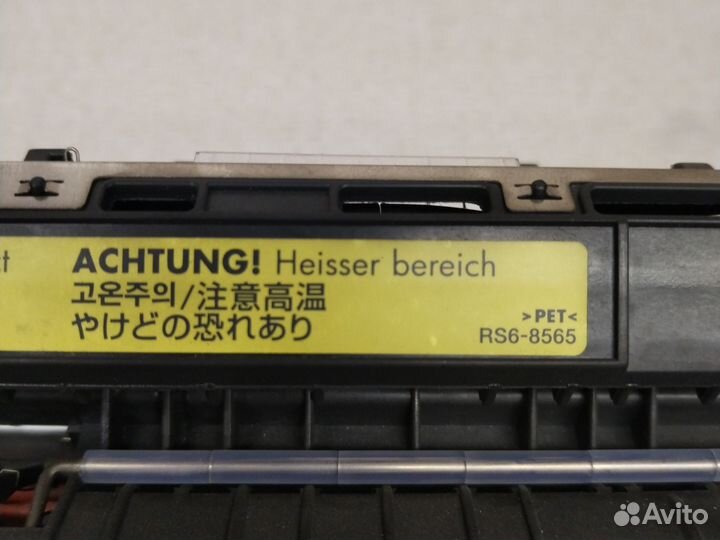 ct ACHTUNG! Heisser bereich
고온주의/注意高温
やけどの恐れあり
>PET<
RS6-8565
Avito